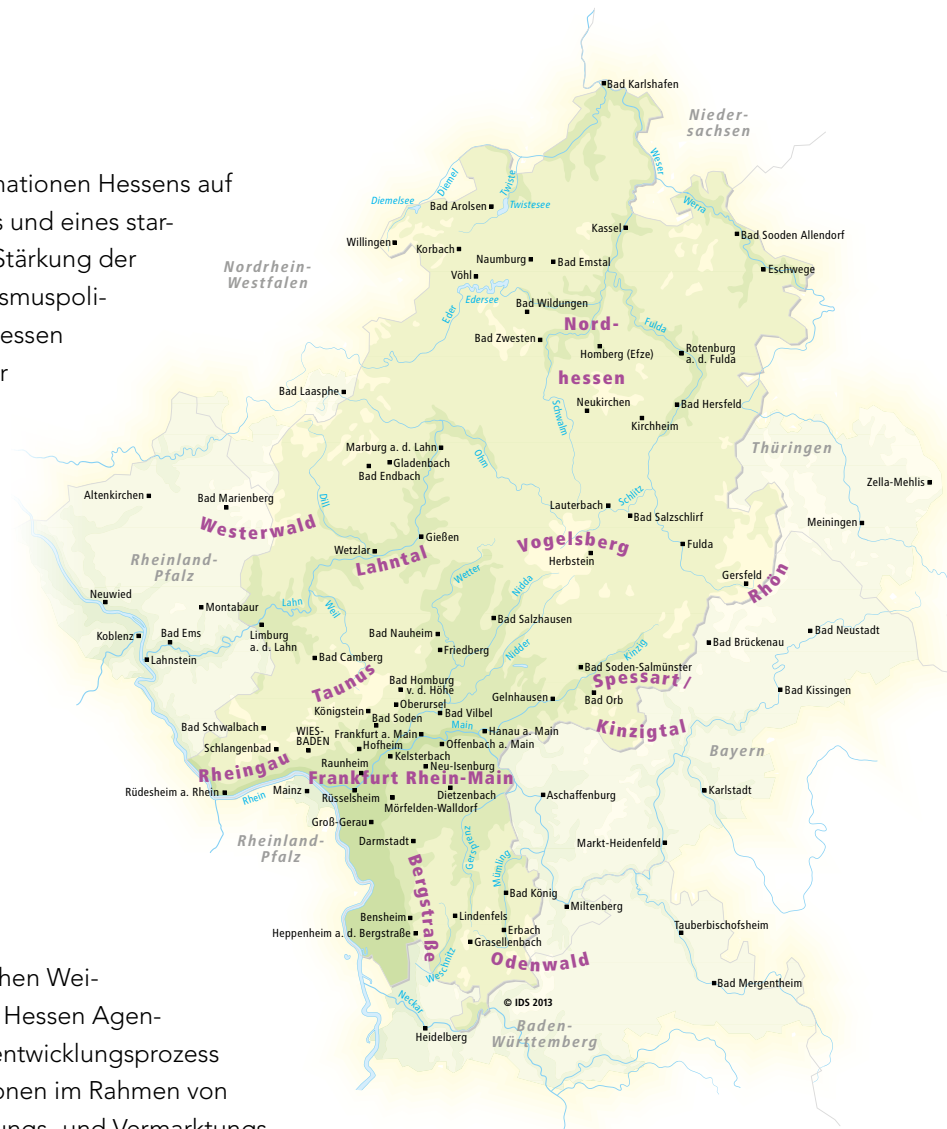 nationen Hessens auf
s und eines star-
Stärkung der
smuspoli-
essen
r
Bad Karlshafen
Nieder-
sachsen
Weser
Diemel
Twiste
Diemelsee
Bad Arolsen
Twistesee
Werra
Kassel
Bad Sooden Allendorf
Willingen
Korbach
Naumburg
Bad Emstal
Eschwege
Nordrhein-
Westfalen
Vöhl
Edersee
Eder
Bad Wildungen
Nord-
Fulda
Bad Zwesten
Homberg (Efze)
Rotenburg
a. d. Fulda
hessen
Bad Laasphe
Neukirchen
Bad Hersfeld
Schwalm
Kirchheim
Marburg a. d. Lahn
Ohm
Thüringen
Gladenbach
Bad Endbach
Zella-Mehlis
Altenkirchen
Bad Marienberg
Dill
Lauterbach
Schlitz
Bad Salzschlirf
Meiningen
Westerwald
Gießen
Vogelsberg
Fulda
Wetzlar
Lahntal
Herbstein
Rheinland-
Pfalz
Wetter
Nidda
Gersfeld
Rhön
Neuwied
Montabaur
Lahn
Weil
Bad Salzhausen
Koblenz
Bad Ems
Limburg
a. d. Lahn
Bad Nauheim
Friedberg
Nidder
Kinzig
Bad Brückenau
Bad Neustadt
Lahnstein
Bad Camberg
Bad Soden-Salmünster
Taunus
Bad Homburg
v. d. Höhe
Spessart /
Bad Kissingen
Gelnhausen
Bad Orb
Oberursel
Königstein
Bad Vilbel
Bad Soden
Main
Kinzigtal
Bad Schwalbach
WIES-
BADEN
Frankfurt a. Main
Hanau a. Main
Schlangenbad
Hofheim
Offenbach a. Main
Bayern
Kelsterbach
Raunheim
Neu-Isenburg
Rheingau
Frankfurt Rhein-Main
Rüdesheim a. Rhein
Rhein
Mainz
Rüsselsheim
Dietzenbach
Aschaffenburg
Karlstadt
Mörfelden-Walldorf
Groß-Gerau
Rheinland-
Pfalz
Darmstadt
Gersprenz
Markt-Heidenfeld
Mümling
Bergstraße
Bad König
Miltenberg
Bensheim
Lindenfels
Heppenheim a. d. Bergstraße
Erbach
Tauberbischofsheim
Grasellenbach
Weschnitz
Odenwald
Bad Mergentheim
Neckar
© IDS 2013
Heidelberg
Baden-
Württemberg
hen Wei-
Hessen Agen-
entwicklungsprozess
onen im Rahmen von
ungs- und Vermarktungs-